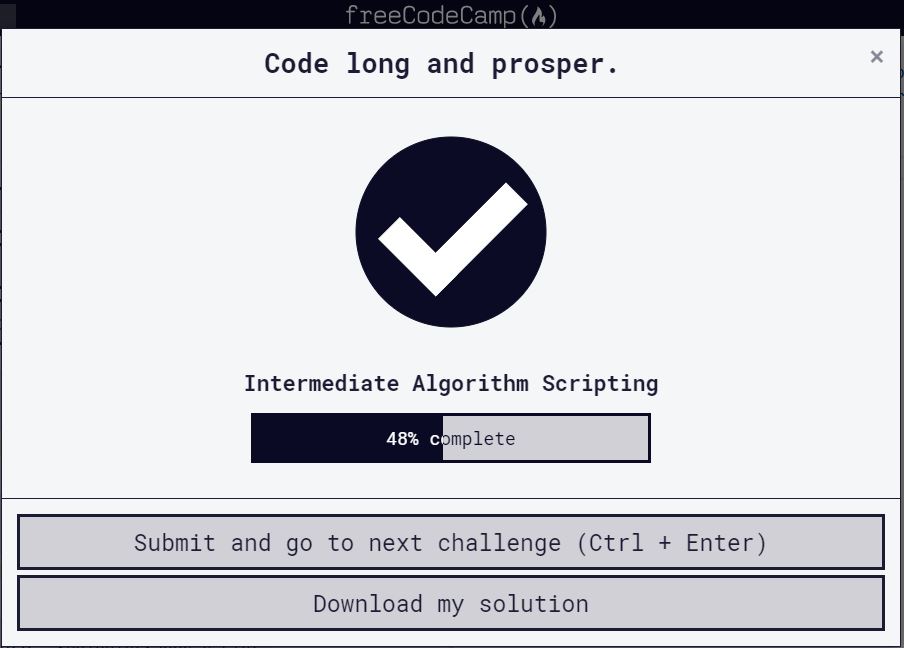 freeCodeCamp
Code long and prosper.
×
Intermediate Algorithm Scripting
48% complete
Submit and go to next challenge (Ctrl + Enter)
Download my solution